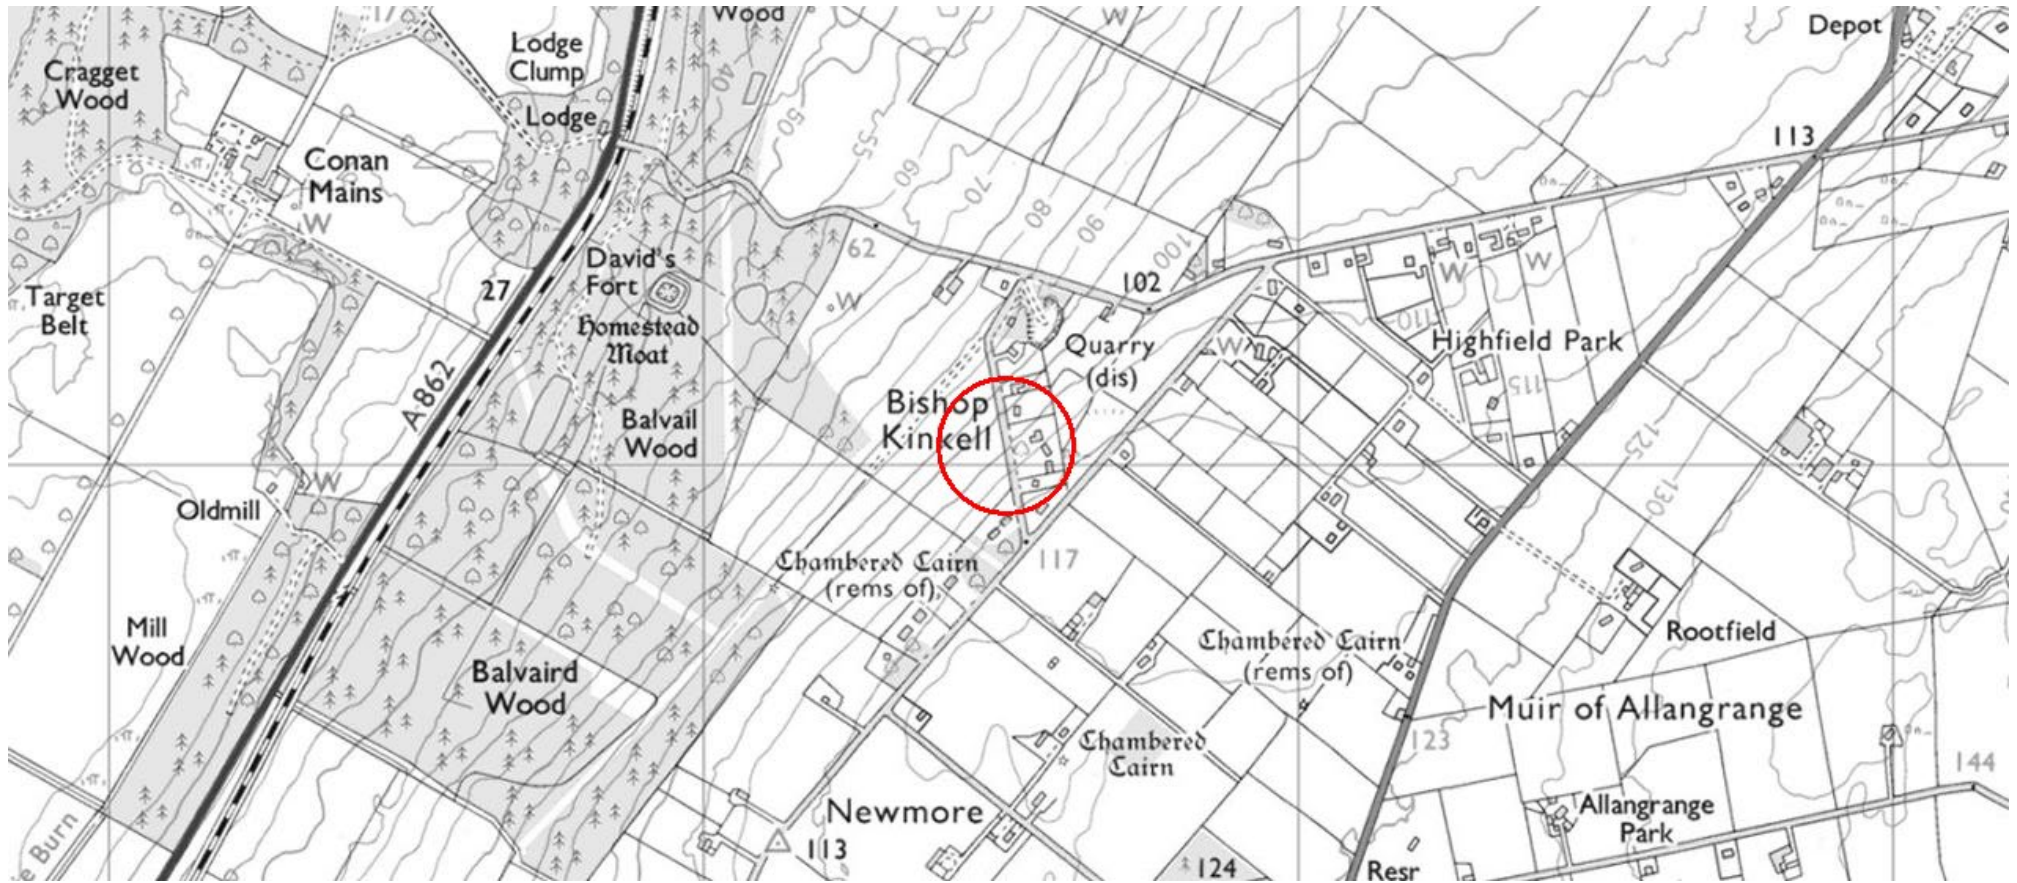 17
Wood
W
Depot
Lodge
Clump
Cragget
Wood
40
Lodge
50
55
113
Conan
Mains
W
60
70
80
90
100
62
David's
Fort
W
W
27
102
Target
Belt
W
Homestead
Moat
110
Quarry
(dis)
W
Highfield Park
A862
115
Bishop
Kinkell
Balvail
Wood
125
W
130
Oldmill
117
Chambered Cairn
(rems of)
Mill
Wood
Chambered Cairn
(rems of)
Rootfield
Balvaird
Wood
Muir of Allangrange
123
Chambered
Cairn
144
Newmore
Allangrange
Park
Burn
113
124
Resr